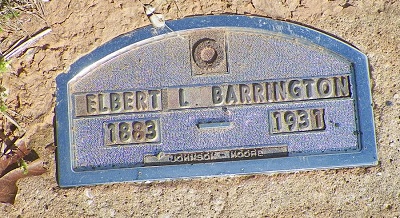 ELBERT L. BARRINGTON
1883 - 1931
JOHNSON - MOORE